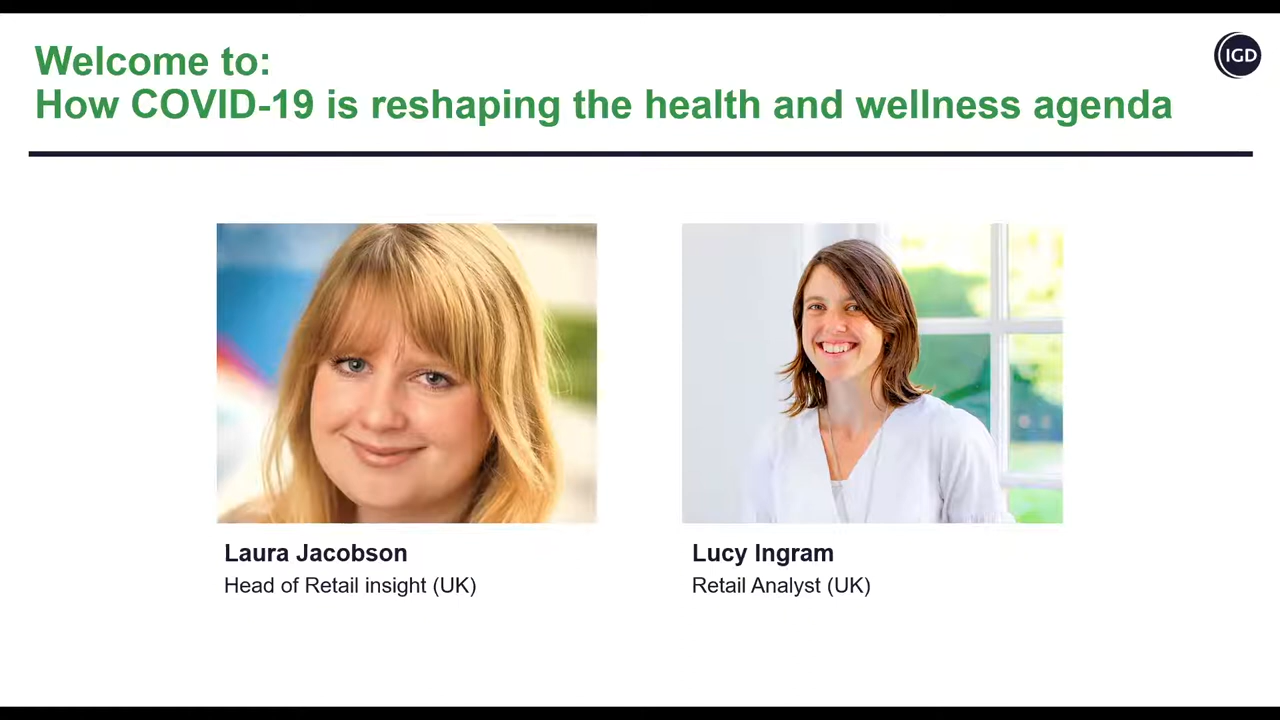 Welcome to:
How COVID-19 is reshaping the health and wellness agenda
IGD
Laura Jacobson
Head of Retail insight (UK)
Lucy Ingram
Retail Analyst (UK)